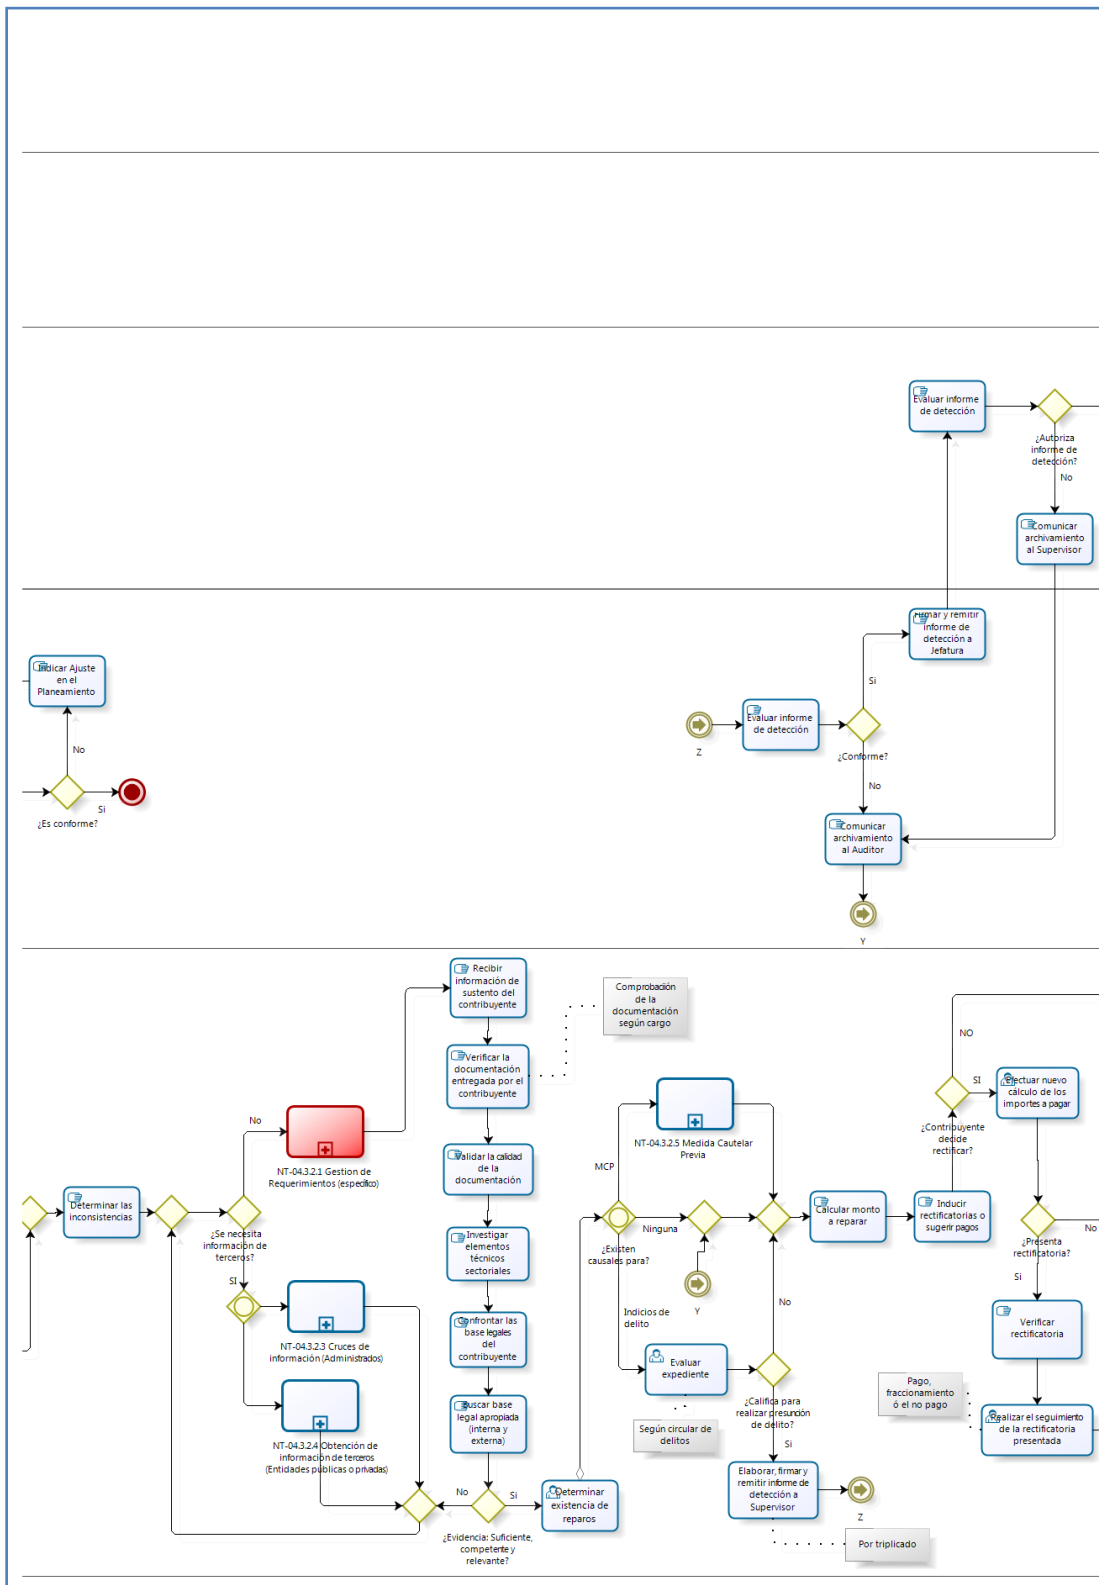 Evaluar informe
de detección
¿Autoriza
informe de
detección?
No
Comunicar
archivamiento
al Supervisor
Firmar y remitir
informe de
detección a
Jefatura
Si
Indicar Ajuste
en el
Planeamiento
No
Si
¿Es conforme?
Z
Evaluar informe
de detección
¿Conforme?
No
Comunicar
archivamiento
al Auditor
Y
Recibir
información de
sustento del
contribuyente
Comprobación
de la
documentación
según cargo
Verificar la
documentación
entregada por el
contribuyente
No
NT-04.3.2.1 Gestion de
Requerimientos (específico)
Validar la calidad
de la
documentación
Determinar las
inconsistencias
¿Se necesita
información de
terceros?
SI
Investigar
elementos
técnicos
sectoriales
NT-04.3.2.3 Cruces de
información (Administrados)
Confrontar las
base legales
del
contribuyente
NT-04.3.2.4 Obtención de
información de terceros
(Entidades públicas o privadas)
Buscar base
legal apropiada
(interna y
externa)
No
Si
¿Evidencia: Suficiente,
competente y
relevante?
Determinar
existencia de
reparos
MCP
NT-04.3.2.5 Medida Cautelar
Previa
Ninguna
¿Existen
causales para?
Y
Indicios de
delito
No
Evaluar
expediente
Según circular de
delitos
¿Califica para
realizar presunción
de delito?
Si
Elaborar, firmar y
remitir informe de
detección a
Supervisor
Z
Por triplicado
Calcular monto
a reparar
Inducir
rectificatorias o
sugerir pagos
NO
SI
¿Contribuyente
decide
rectificar?
Efectuar nuevo
cálculo de los
importes a pagar
No
¿Presenta
rectificatoria?
Si
Verificar
rectificatoria
Pago,
fraccionamiento
ó el no pago
Realizar el seguimiento
de la rectificatoria
presentada